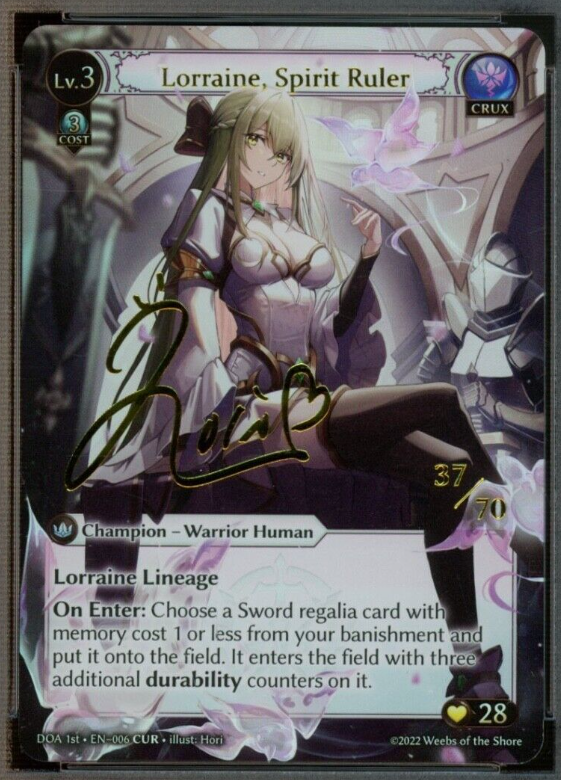 Lv.3
Lorraine, Spirit Ruler
CRUX
3
COST
Hori
37/70
Champion – Warrior Human
Lorraine Lineage
On Enter: Choose a Sword regalia card with
memory cost 1 or less from your banishment and
put it onto the field. It enters the field with three
additional durability counters on it.
28
DOA 1st • EN-006 CUR • illust: Hori
©2022 Weebs of the Shore